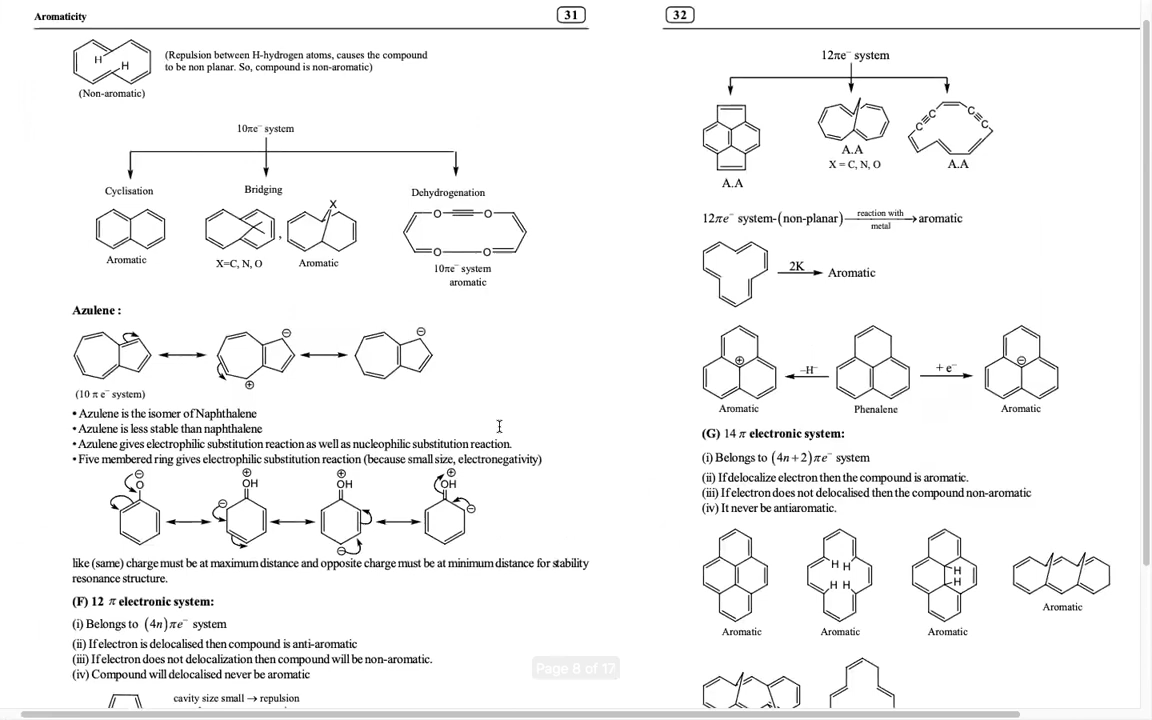 Aromaticity
31
H
H
(Repulsion between H-hydrogen atoms, causes the compound
to be non planar. So, compound is non-aromatic)
(Non-aromatic)
10πe⁻ system
Cyclisation
Bridging
Dehydrogenation
X
O O
O O
Aromatic
X=C, N, O
,
Aromatic
10πe⁻ system
aromatic
Azulene :
⊖
⊕
⊖
(10 π e⁻ system)
• Azulene is the isomer of Naphthalene
• Azulene is less stable than naphthalene
• Azulene gives electrophilic substitution reaction as well as nucleophilic substitution reaction.
• Five membered ring gives electrophilic substitution reaction (because small size, electronegativity)
⊖ ⊕ ⊕ ⊕
O OH OH OH
⊖ ⊖ ⊖
like (same) charge must be at maximum distance and opposite charge must be at minimum distance for stability
resonance structure.
(F) 12 π electronic system:
(i) Belongs to (4n)πe⁻ system
(ii) If electron is delocalised then compound is anti-aromatic
(iii) If electron does not delocalization then compound will be non-aromatic.
(iv) Compound will delocalised never be aromatic
cavity size small → repulsion
Page 8 of 17
32
12πe⁻ system
C≡C
C≡C
A.A
A.A
X = C, N, O
A.A
12πe⁻ system-(non-planar) reaction with metal → aromatic
2K
Aromatic
⊕
–H⁻
+ e⁻
⊖
Aromatic
Phenalene
Aromatic
(G) 14 π electronic system:
(i) Belongs to (4n+2)πe⁻ system
(ii) If delocalize electron then the compound is aromatic.
(iii) If electron does not delocalised then the compound non-aromatic
(iv) It never be antiaromatic.
H H
H H
H
H
Aromatic
Aromatic
Aromatic
Aromatic